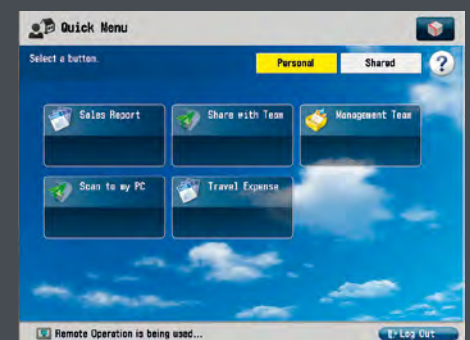 Quick Menu
Select a button.
Personal
Shared
?
Sales Report
Share with Team
Management Team
Scan to my PC
Travel Expense
Remote Operation is being used...
Log Out